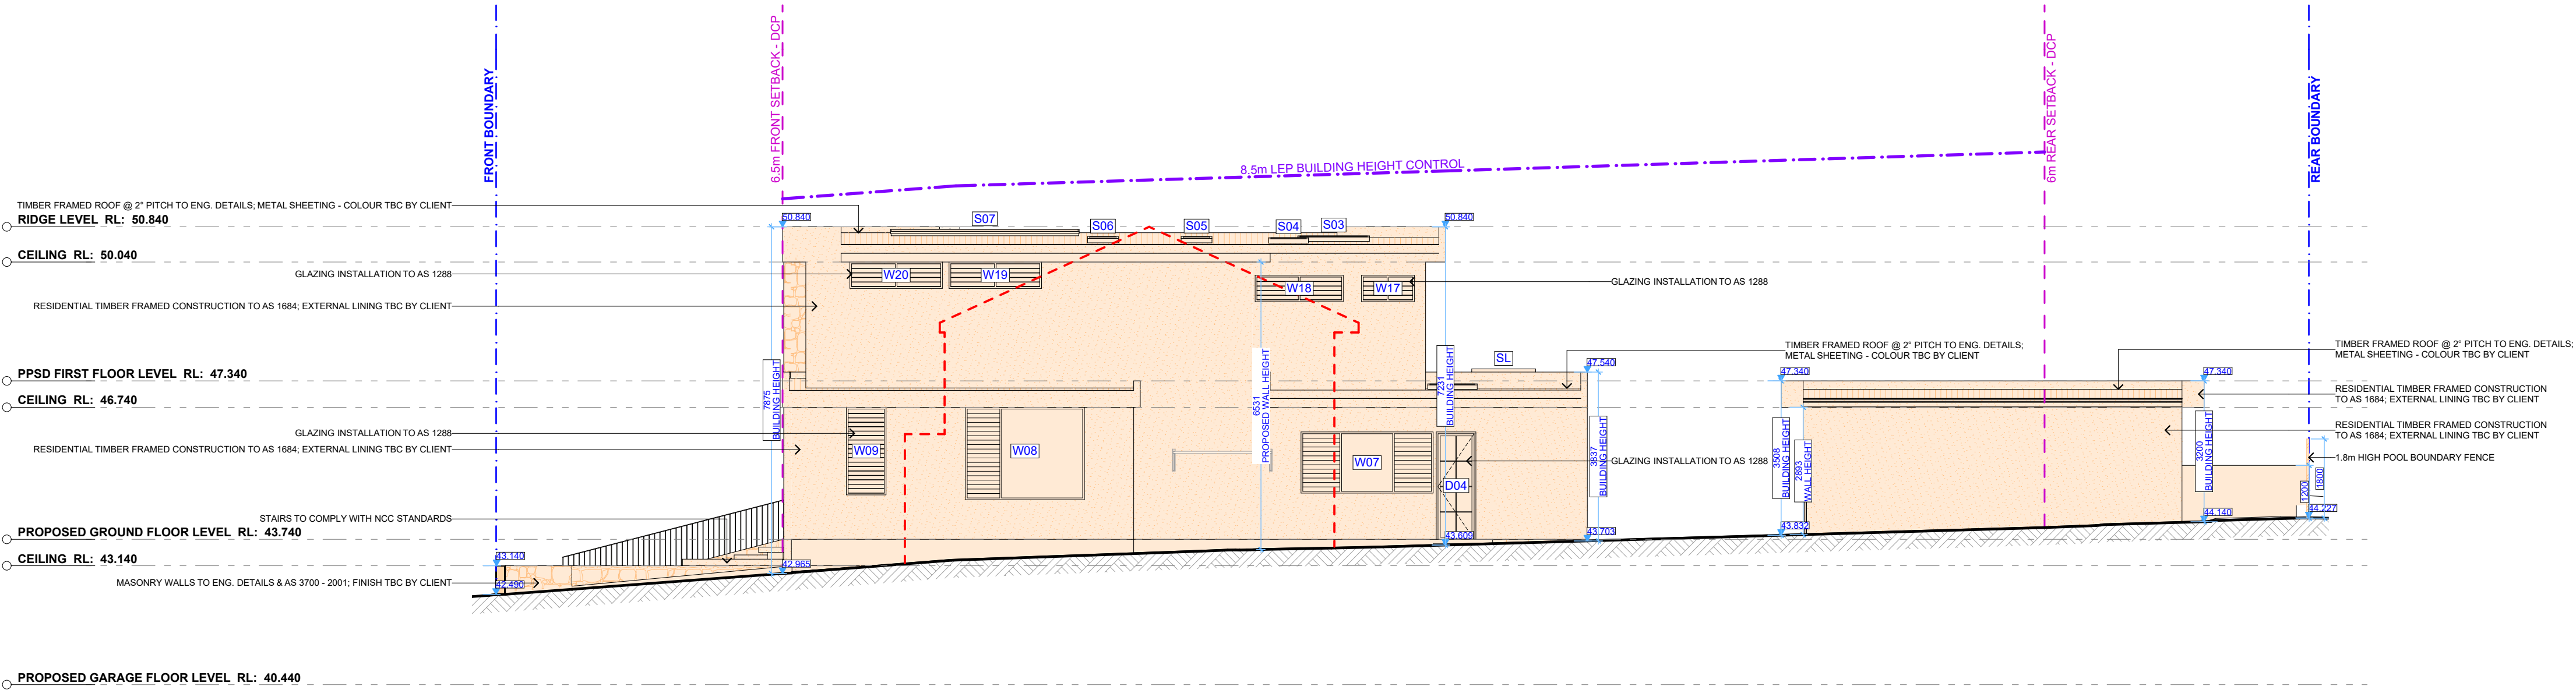 FRONT BOUNDARY
6.5m FRONT SETBACK - DCP
8.5m LEP BUILDING HEIGHT CONTROL
6m REAR SETBACK - DCP
REAR BOUNDARY
TIMBER FRAMED ROOF @ 2° PITCH TO ENG. DETAILS; METAL SHEETING - COLOUR TBC BY CLIENT
RIDGE LEVEL RL: 50.840
50.840
S07
S06
S05
S04
S03
50.840
CEILING RL: 50.040
GLAZING INSTALLATION TO AS 1288
W20
W19
W18
W17
GLAZING INSTALLATION TO AS 1288
RESIDENTIAL TIMBER FRAMED CONSTRUCTION TO AS 1684; EXTERNAL LINING TBC BY CLIENT
TIMBER FRAMED ROOF @ 2° PITCH TO ENG. DETAILS;
METAL SHEETING - COLOUR TBC BY CLIENT
TIMBER FRAMED ROOF @ 2° PITCH TO ENG. DETAILS;
METAL SHEETING - COLOUR TBC BY CLIENT
SL
47.540
PPSD FIRST FLOOR LEVEL RL: 47.340
47.340
47.340
7875
BUILDING HEIGHT
6531
PROPOSED WALL HEIGHT
7231
BUILDING HEIGHT
RESIDENTIAL TIMBER FRAMED CONSTRUCTION
TO AS 1684; EXTERNAL LINING TBC BY CLIENT
CEILING RL: 46.740
GLAZING INSTALLATION TO AS 1288
RESIDENTIAL TIMBER FRAMED CONSTRUCTION
TO AS 1684; EXTERNAL LINING TBC BY CLIENT
RESIDENTIAL TIMBER FRAMED CONSTRUCTION TO AS 1684; EXTERNAL LINING TBC BY CLIENT
W09
W08
W07
D04
GLAZING INSTALLATION TO AS 1288
3837
BUILDING HEIGHT
3508
BUILDING HEIGHT
2893
WALL HEIGHT
3200
BUILDING HEIGHT
1.8m HIGH POOL BOUNDARY FENCE
1200
1800
STAIRS TO COMPLY WITH NCC STANDARDS
PROPOSED GROUND FLOOR LEVEL RL: 43.740
43.609
43.703
43.832
44.140
44.227
CEILING RL: 43.140
43.140
42.965
MASONRY WALLS TO ENG. DETAILS & AS 3700 - 2001; FINISH TBC BY CLIENT
42.490
PROPOSED GARAGE FLOOR LEVEL RL: 40.440